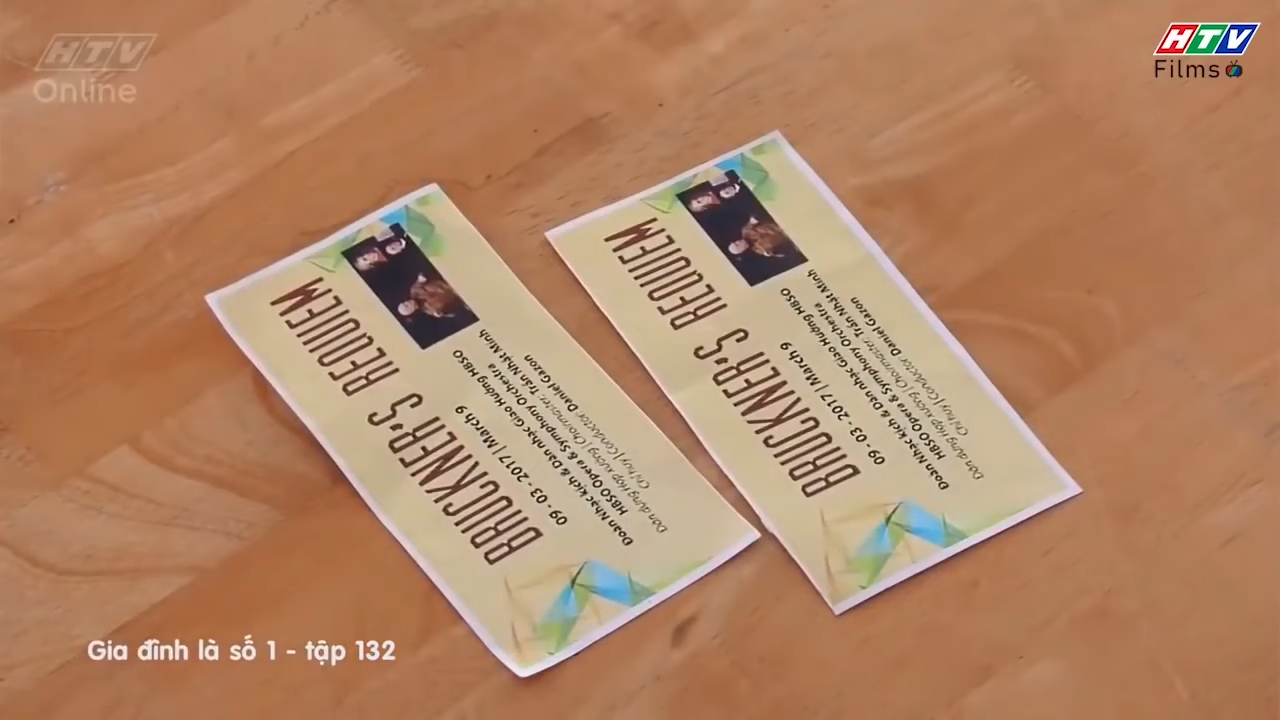 HTV
Online
HTV
Films
BRUCKNER'S REQUIEM
09 - 03 - 2017 | March 9
Đoàn Nhạc kịch & Dàn nhạc Giao Hưởng HBSO
HBSO Opera & Symphony Orchestra
Dàn dựng Hợp xướng | Choirmaster: Trần Nhật Minh
Chỉ huy | Conductor: Daniel Gazon
BRUCKNER'S REQUIEM
09 - 03 - 2017 | March 9
Đoàn Nhạc kịch & Dàn nhạc Giao Hưởng HBSO
HBSO Opera & Symphony Orchestra
Dàn dựng Hợp xướng | Choirmaster: Trần Nhật Minh
Chỉ huy | Conductor: Daniel Gazon
Gia đình là số 1 - tập 132